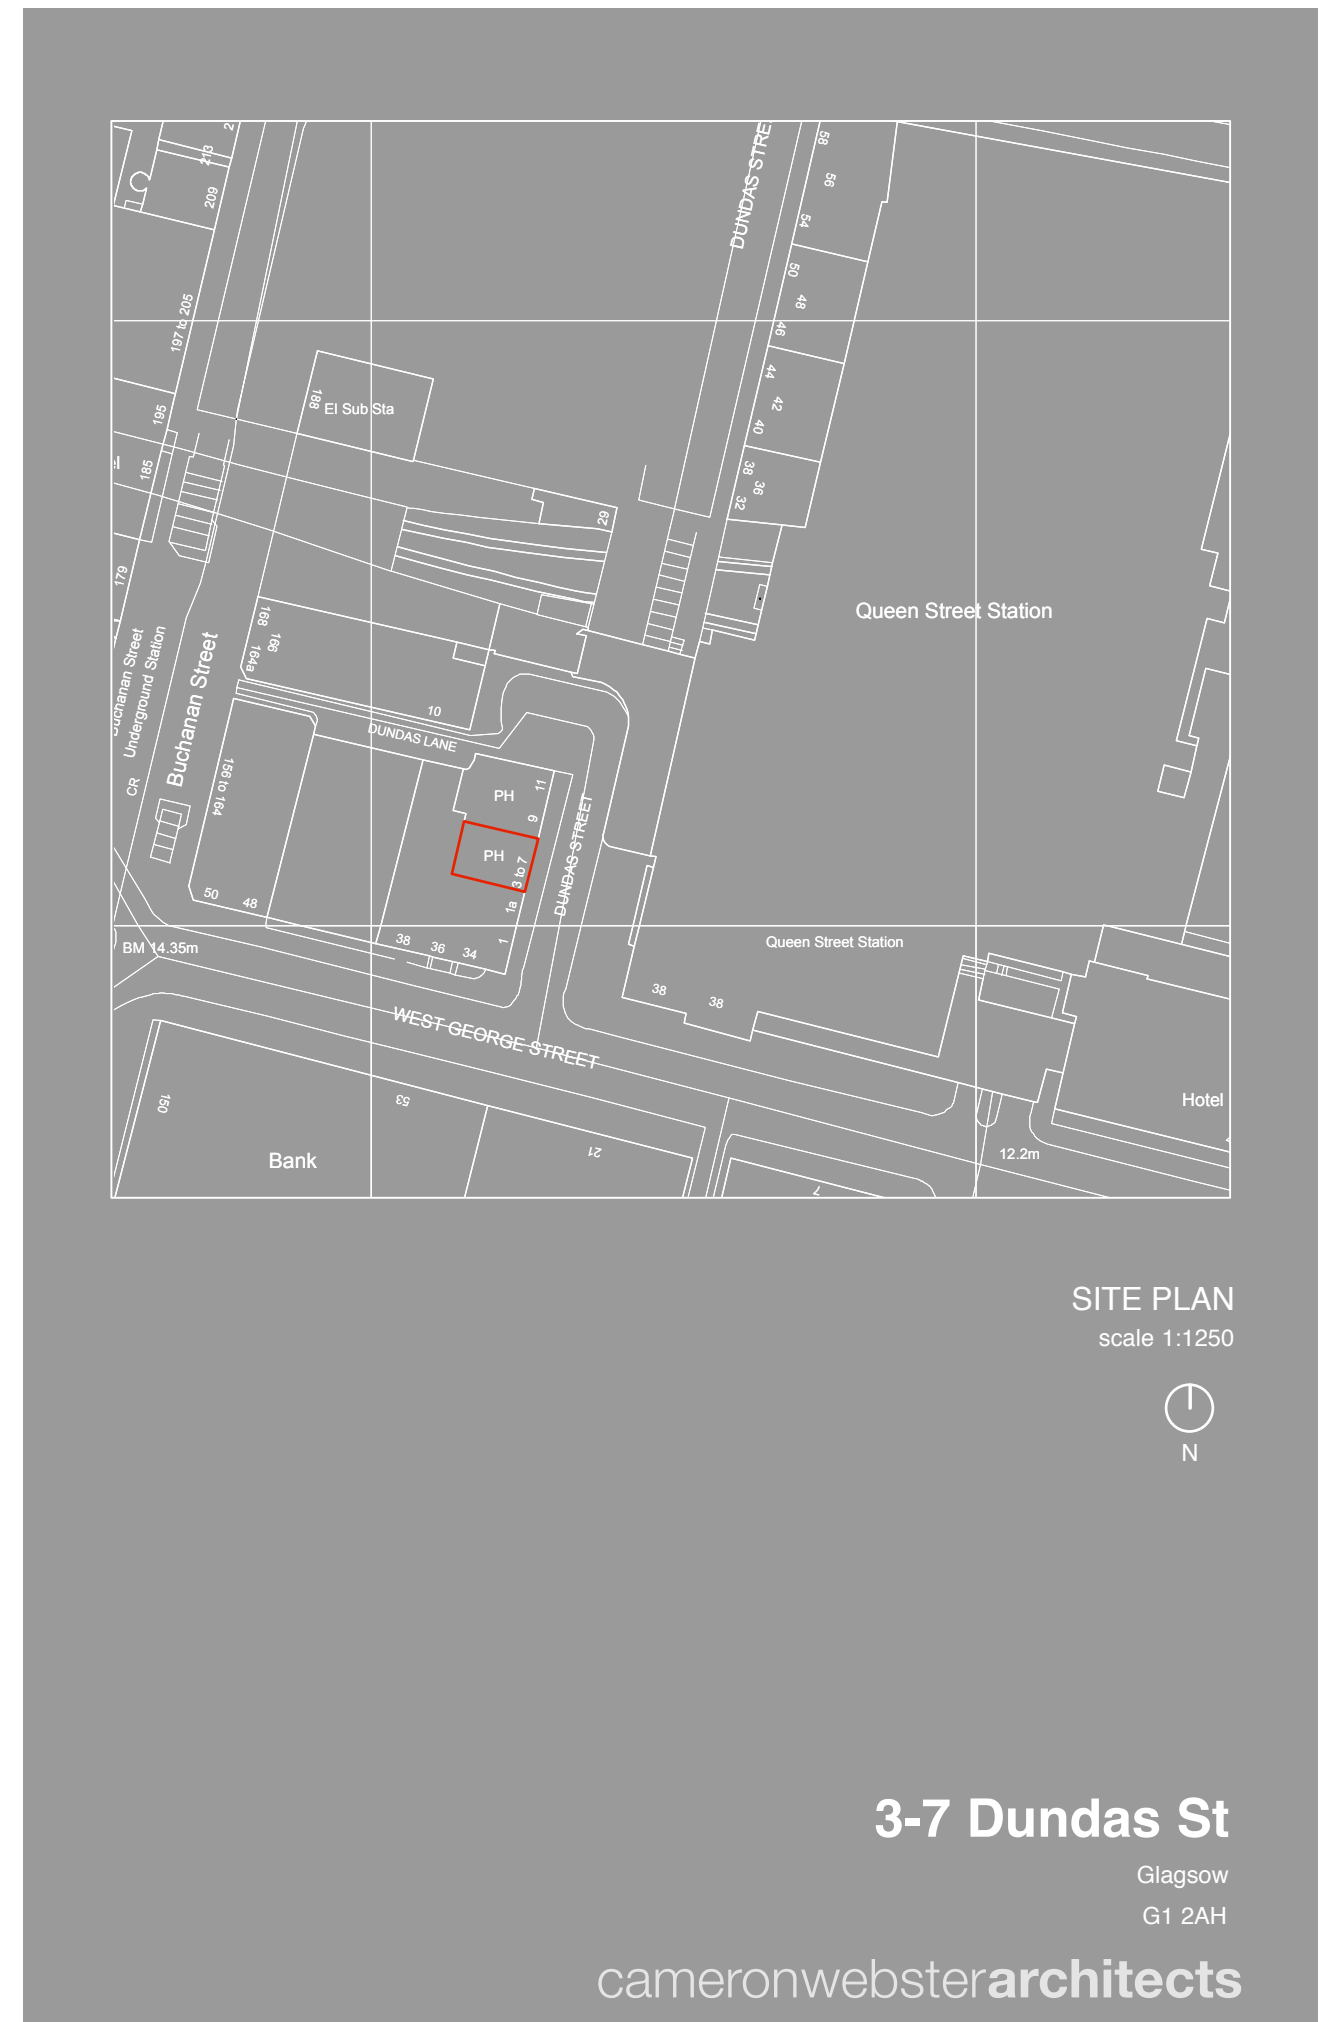 2
213
209
197 to 205
195
185
179
el
188
El Sub Sta
DUNDAS STRE
58
56
54
50
48
46
44
42
40
38
36
32
29
Queen Street Station
168
166
164a
10
DUNDAS LANE
Buchanan Street
Underground Station
Buchanan Street
CR
156 to 164
PH
11
9
PH
3 to 7
1a
1
DUNDAS STREET
50
48
38
36
34
BM 14.35m
Queen Street Station
38
38
WEST GEORGE STREET
150
53
21
7
Bank
Hotel
12.2m
SITE PLAN
scale 1:1250
N
3-7 Dundas St
Glagsow
G1 2AH
cameronwebsterarchitects